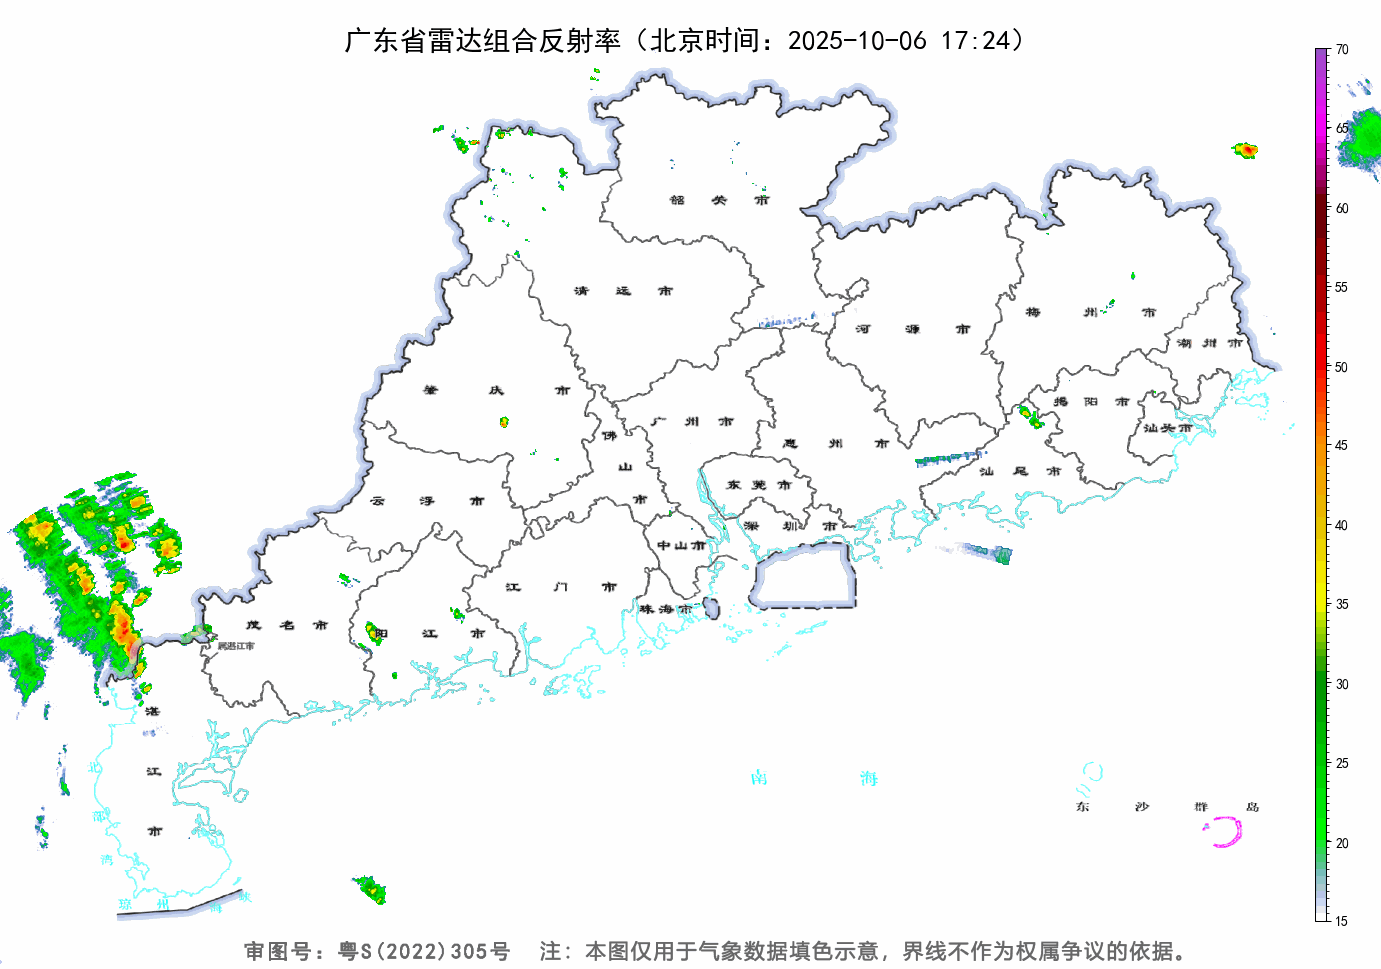 广东省雷达组合反射率（北京时间：2025-10-06 17:24）
70
65
60
55
50
45
40
35
30
25
20
15
韶关市
清远市
河源市
梅州市
潮州市
肇庆市
广州市
惠州市
揭阳市
汕头市
佛山市
云浮市
东莞市
汕尾市
深圳市
中山市
江门市
珠海市
茂名市
阳江市
属湛江市
湛江市
北部湾
琼州海峡
南海
东沙群岛
审图号：粤S(2022)305号 注：本图仅用于气象数据填色示意，界线不作为权属争议的依据。